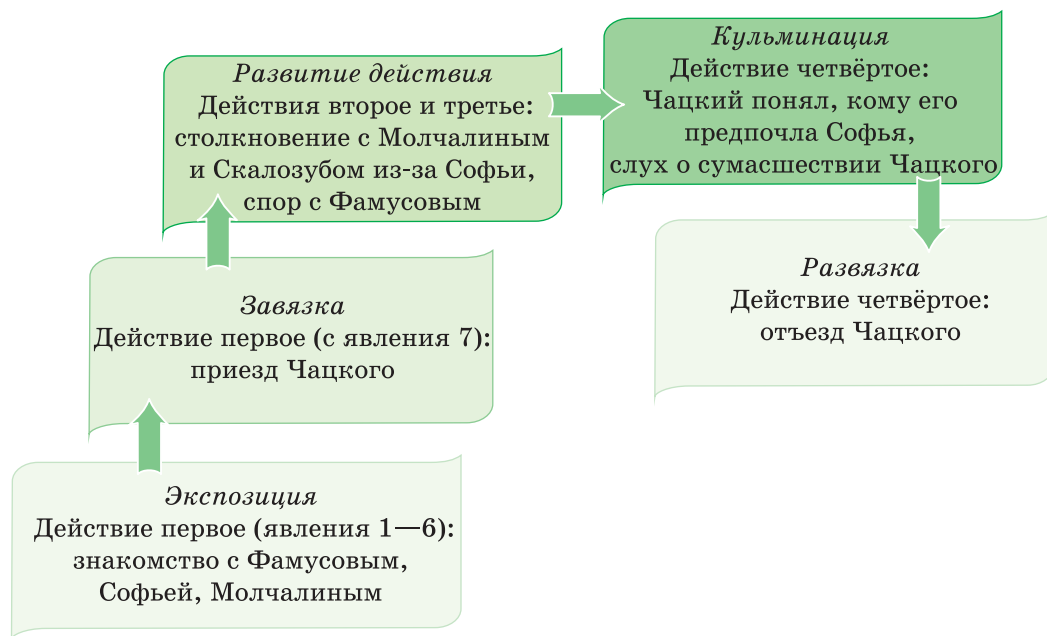 Экспозиция
Действие первое (явления 1—6):
знакомство с Фамусовым,
Софьей, Молчалиным
Завязка
Действие первое (с явления 7):
приезд Чацкого
Развитие действия
Действия второе и третье:
столкновение с Молчалиным
и Скалозубом из-за Софьи,
спор с Фамусовым
Кульминация
Действие четвёртое:
Чацкий понял, кому его
предпочла Софья,
слух о сумасшествии Чацкого
Развязка
Действие четвёртое:
отъезд Чацкого